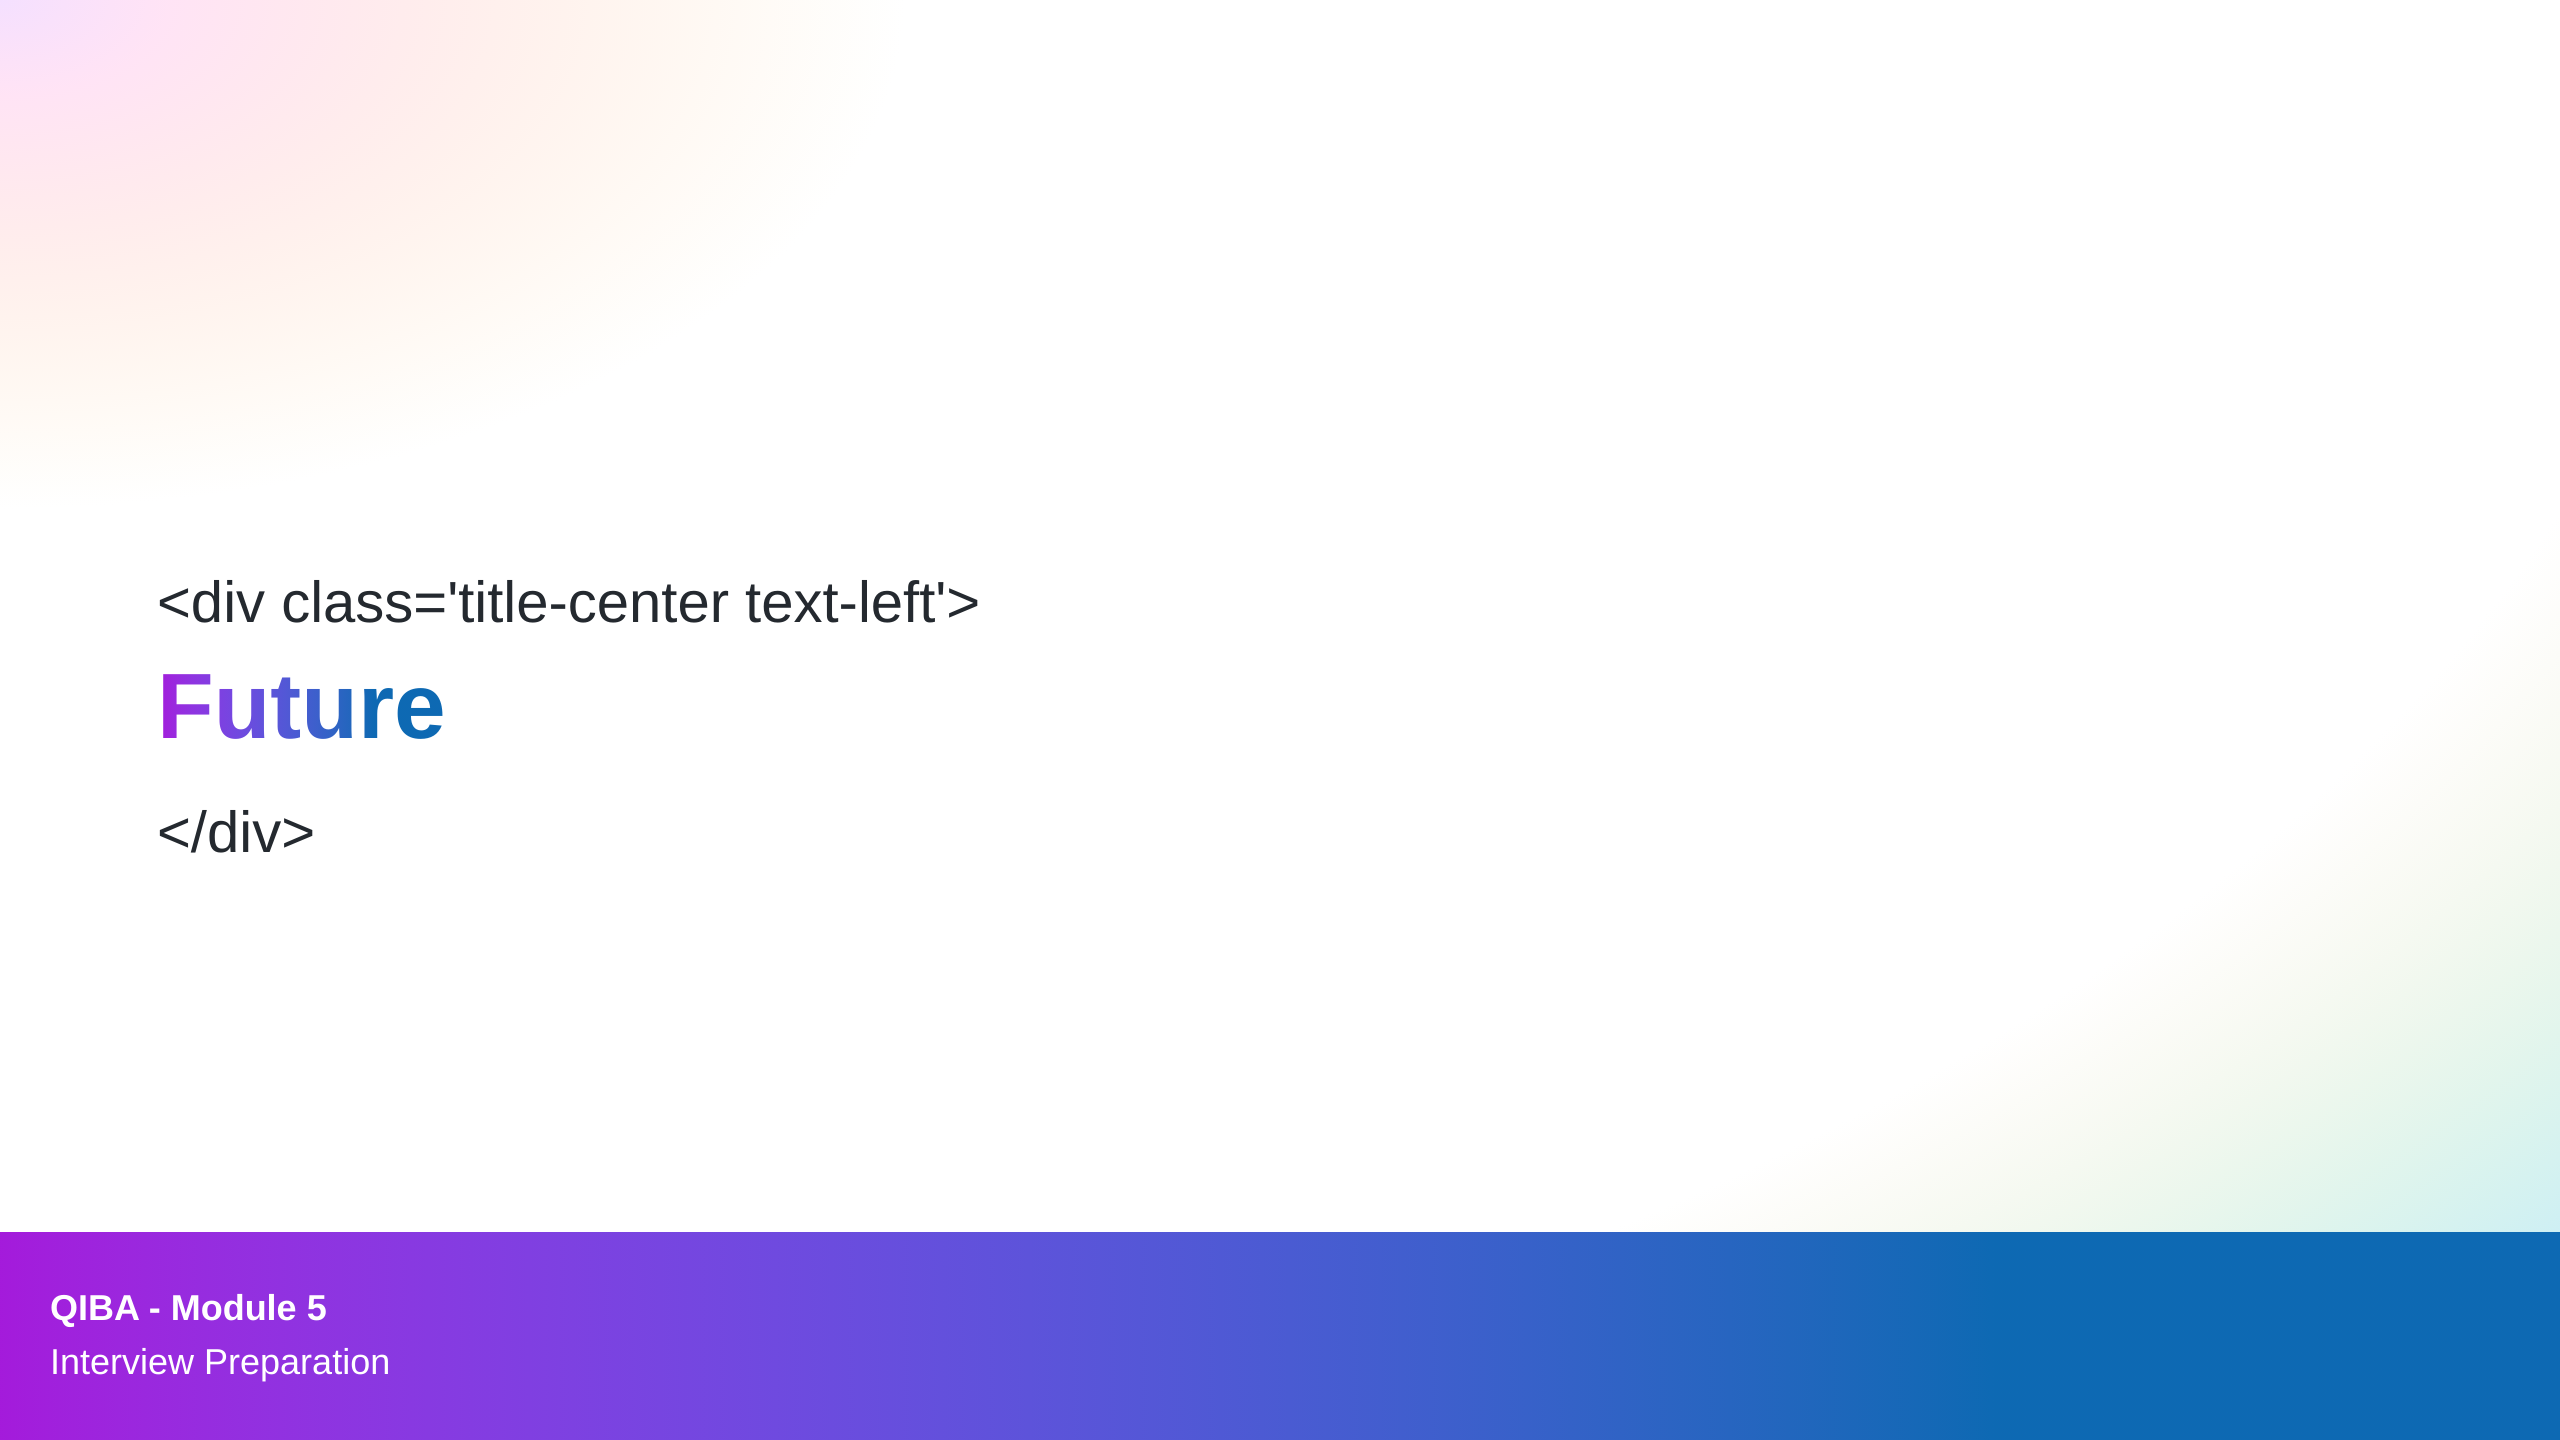 <div class='title-center text-left'>
Future
</div>
QIBA - Module 5
Interview Preparation